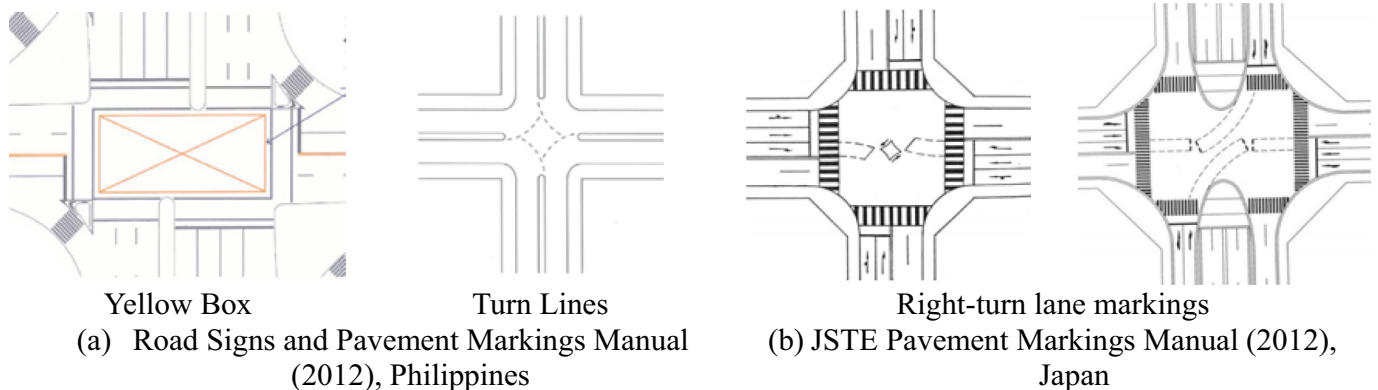 Yellow Box
Turn Lines
Right-turn lane markings
(a) Road Signs and Pavement Markings Manual
(2012), Philippines
(b) JSTE Pavement Markings Manual (2012),
Japan